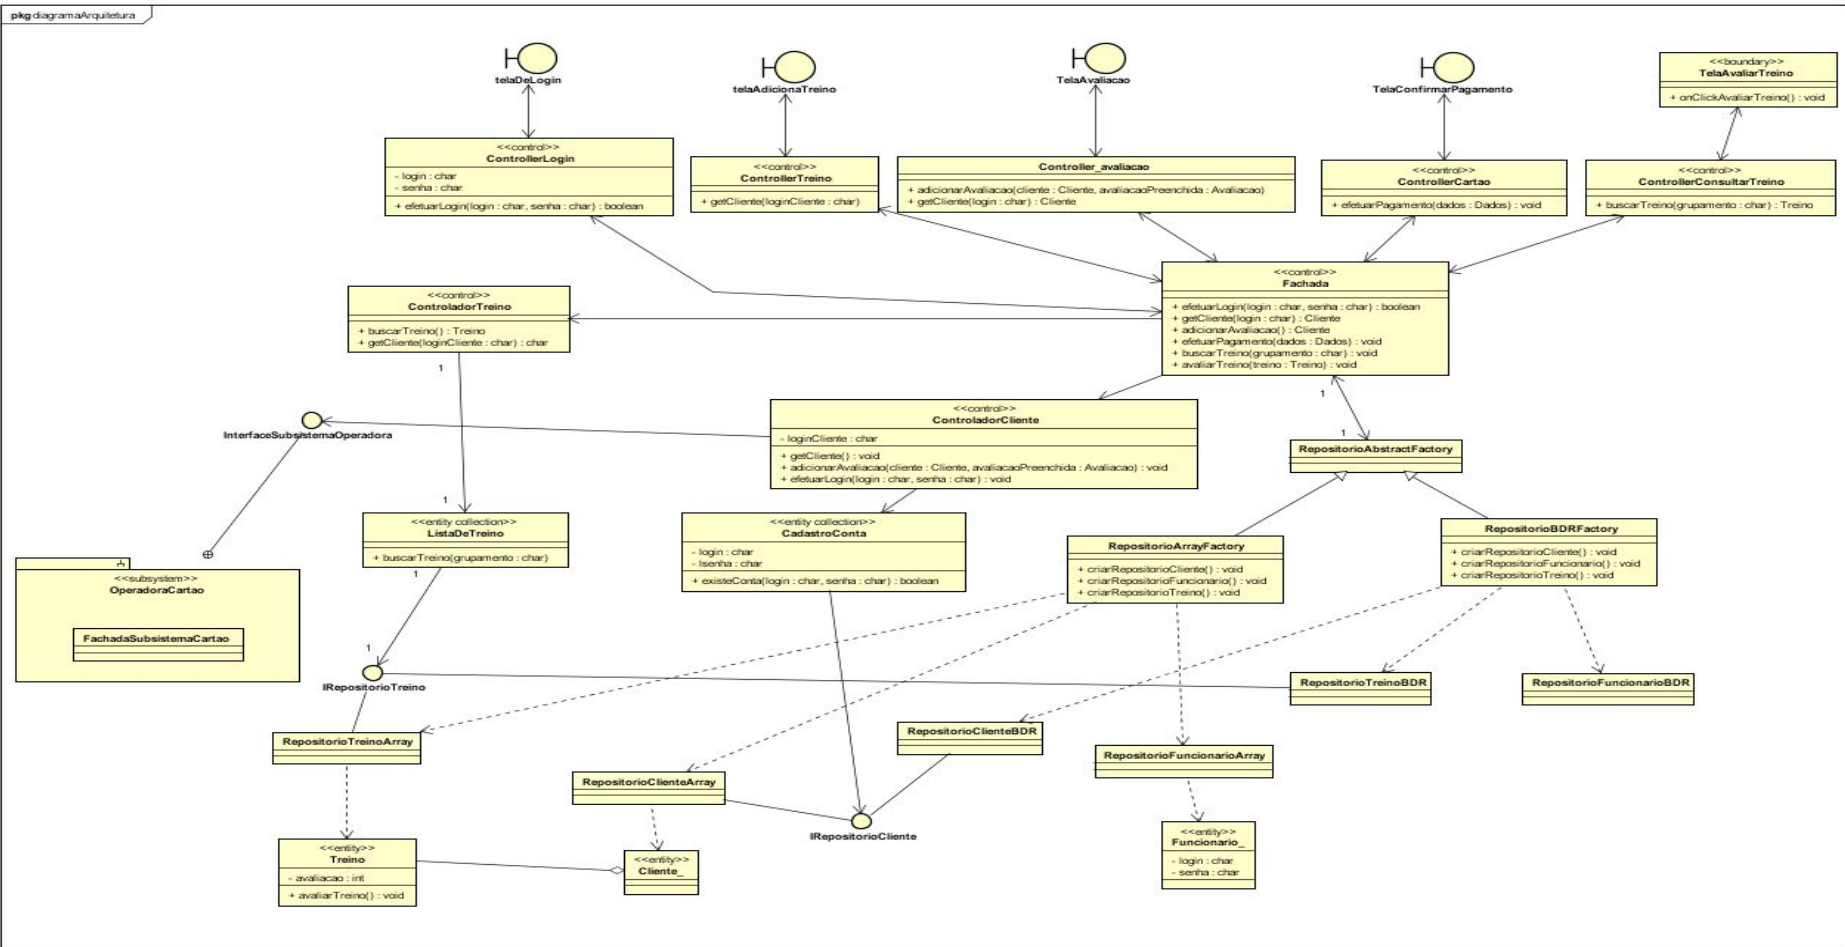 pkg diagramaArquitetura
telaDeLogin
telaAdicionaTreino
TelaAvaliacao
TelaConfirmarPagamento
<<boundary>>
TelaAvaliarTreino
+ onClickAvaliarTreino() : void
<<control>>
ControllerLogin
- login : char
- senha : char
+ efetuarLogin(login : char, senha : char) : boolean
<<control>>
ControllerTreino
+ getCliente(loginCliente : char)
Controller_avaliacao
+ adicionarAvaliacao(cliente : Cliente, avaliacaoPreenchida : Avaliacao)
+ getCliente(login : char) : Cliente
<<control>>
ControllerCartao
+ efetuarPagamento(dados : Dados) : void
<<control>>
ControllerConsultarTreino
+ buscarTreino(grupamento : char) : Treino
<<control>>
Fachada
+ efetuarLogin(login : char, senha : char) : boolean
+ getCliente(login : char) : Cliente
+ adicionarAvaliacao() : Cliente
+ efetuarPagamento(dados : Dados) : void
+ buscarTreino(grupamento : char) : void
+ avaliarTreino(treino : Treino) : void
<<control>>
ControladorTreino
+ buscarTreino() : Treino
+ getCliente(loginCliente : char) : char
1
1
1
InterfaceSubsistemaOperadora
<<control>>
ControladorCliente
- loginCliente : char
+ getCliente() : void
+ adicionarAvaliacao(cliente : Cliente, avaliacaoPreenchida : Avaliacao) : void
+ efetuarLogin(login : char, senha : char) : void
RepositorioAbstractFactory
1
<<entity collection>>
ListaDeTreino
+ buscarTreino(grupamento : char)
1
<<entity collection>>
CadastroConta
- login : char
- lsenha : char
+ existeConta(login : char, senha : char) : boolean
RepositorioArrayFactory
+ criarRepositorioCliente() : void
+ criarRepositorioFuncionario() : void
+ criarRepositorioTreino() : void
RepositorioBDRFactory
+ criarRepositorioCliente() : void
+ criarRepositorioFuncionario() : void
+ criarRepositorioTreino() : void
<<subsystem>>
OperadoraCartao
FachadaSubsistemaCartao
1
IRepositorioTreino
RepositorioTreinoBDR
RepositorioFuncionarioBDR
RepositorioTreinoArray
RepositorioClienteBDR
RepositorioFuncionarioArray
RepositorioClienteArray
IRepositorioCliente
<<entity>>
Treino
- avaliacao : int
+ avaliarTreino() : void
<<entity>>
Cliente_
<<entity>>
Funcionario_
- login : char
- senha : char